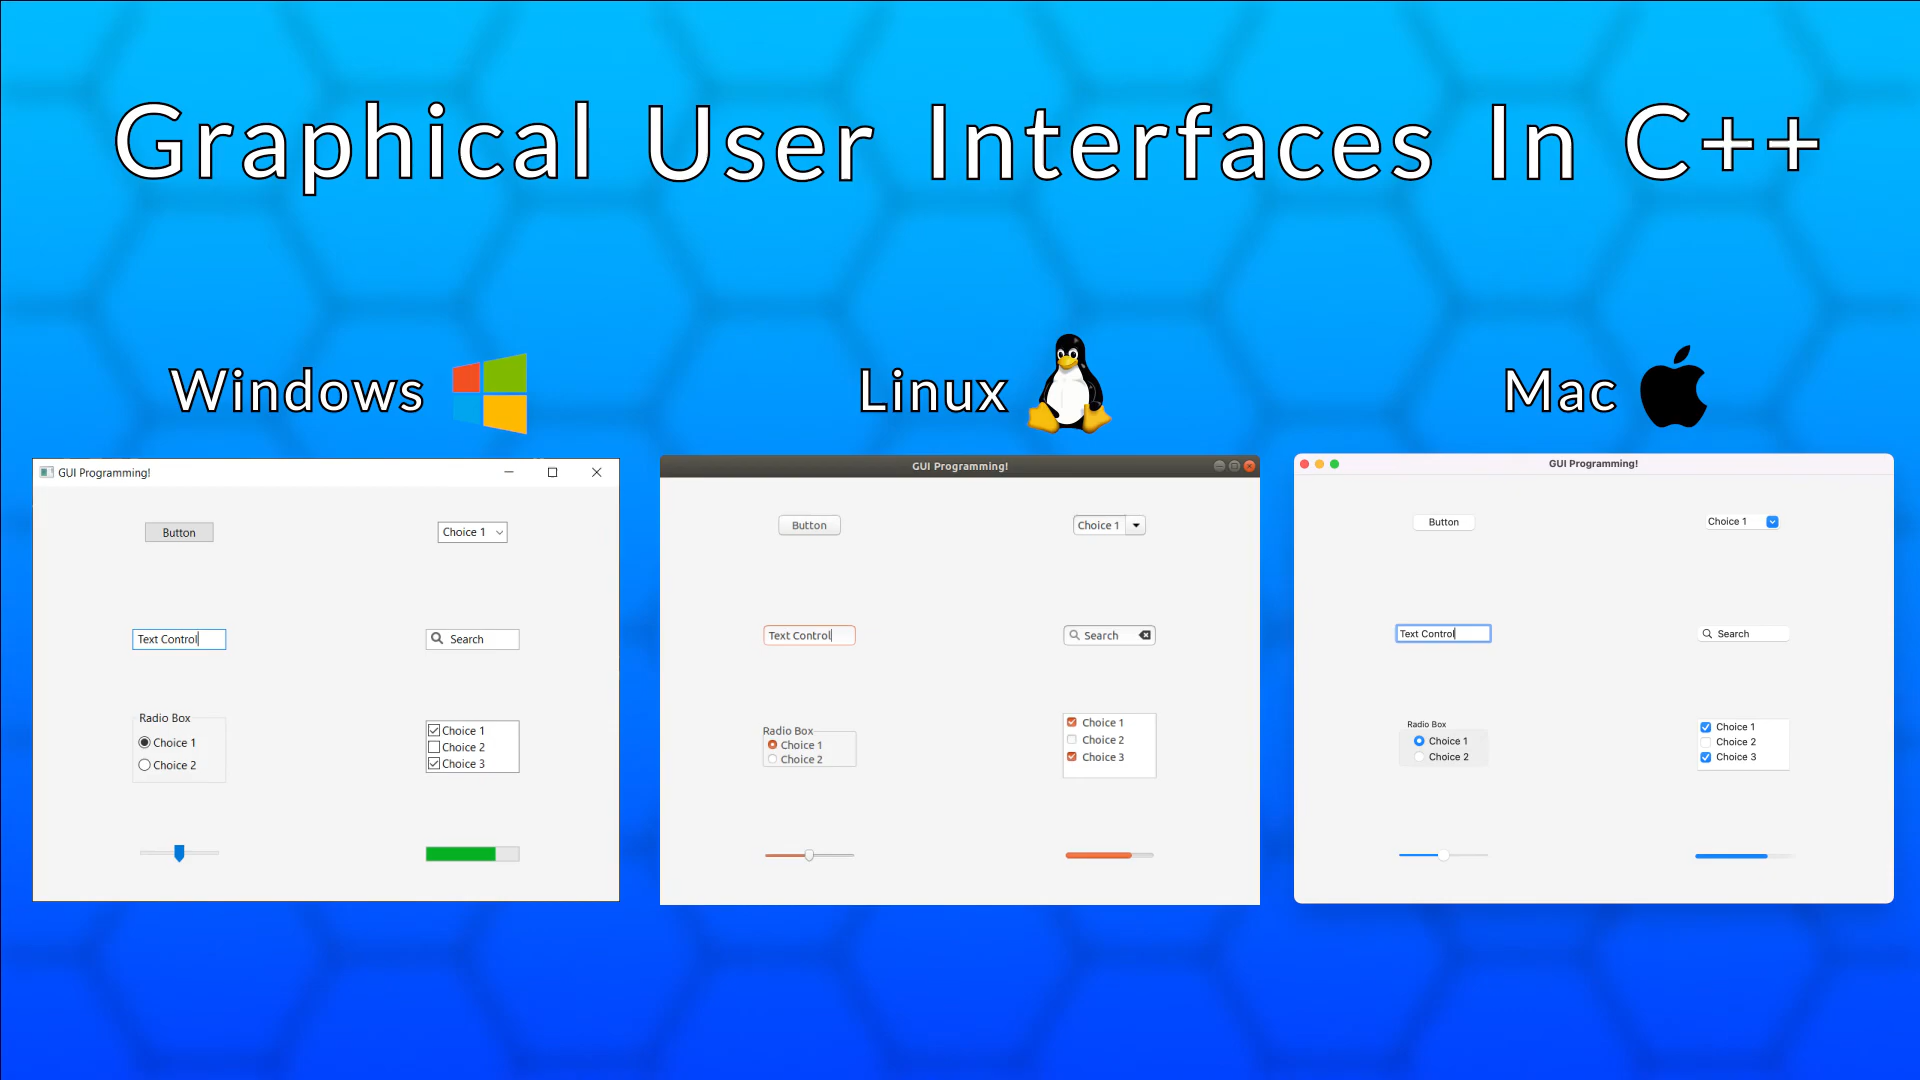 Graphical User Interfaces In C++
Windows
Linux
Mac
GUI Programming!
Button
Choice 1
Text Control
Search
Radio Box
Choice 1
Choice 2
Choice 1
Choice 2
Choice 3
GUI Programming!
Button
Choice 1
Text Control
Search
Radio Box
Choice 1
Choice 2
Choice 1
Choice 2
Choice 3
GUI Programming!
Button
Choice 1
Text Control
Search
Radio Box
Choice 1
Choice 2
Choice 1
Choice 2
Choice 3